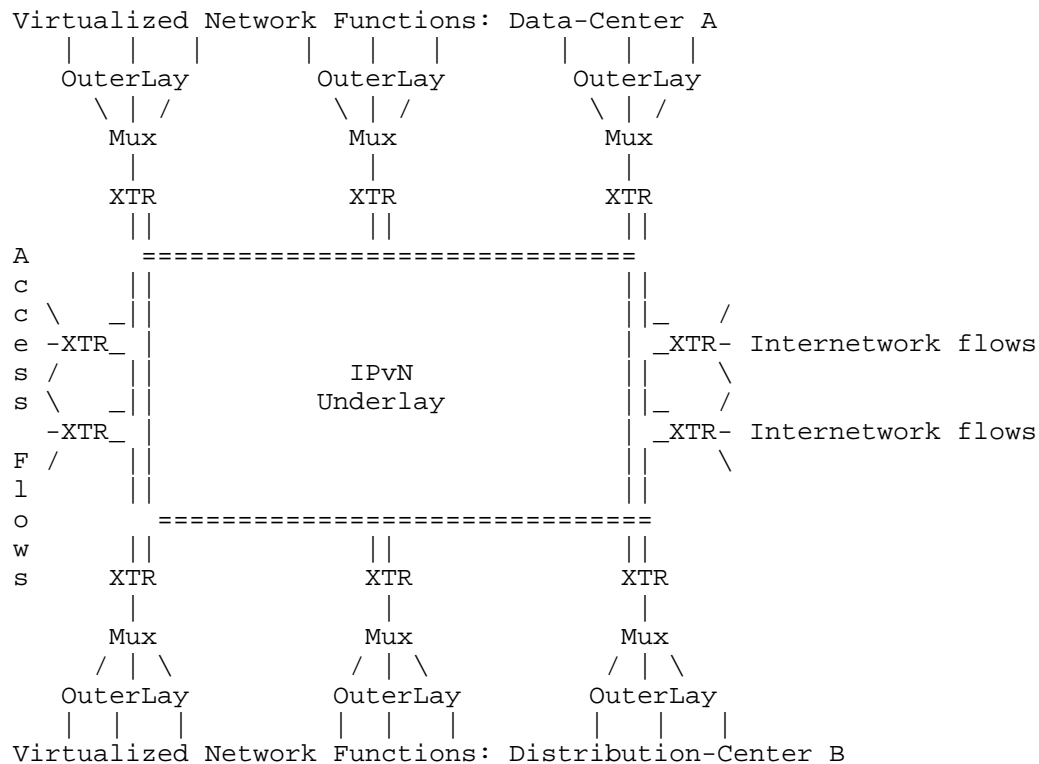 Virtualized Network Functions: Data-Center A
OuterLay OuterLay OuterLay
Mux Mux Mux
XTR XTR XTR
Access Flows
-XTR_ _XTR- Internetwork flows
IPvN
Underlay
-XTR_ _XTR- Internetwork flows
XTR XTR XTR
Mux Mux Mux
OuterLay OuterLay OuterLay
Virtualized Network Functions: Distribution-Center B